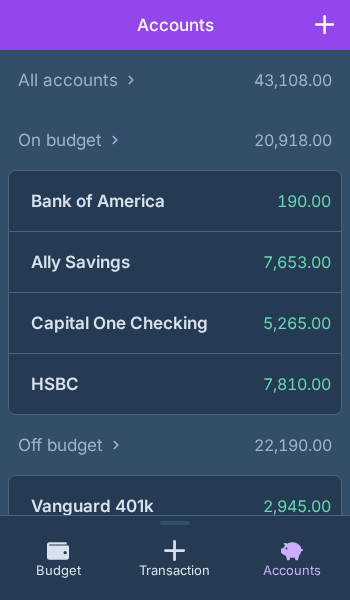 Accounts
All accounts 43,108.00
On budget 20,918.00
Bank of America 190.00
Ally Savings 7,653.00
Capital One Checking 5,265.00
HSBC 7,810.00
Off budget 22,190.00
Vanguard 401k 2,945.00
Budget Transaction Accounts